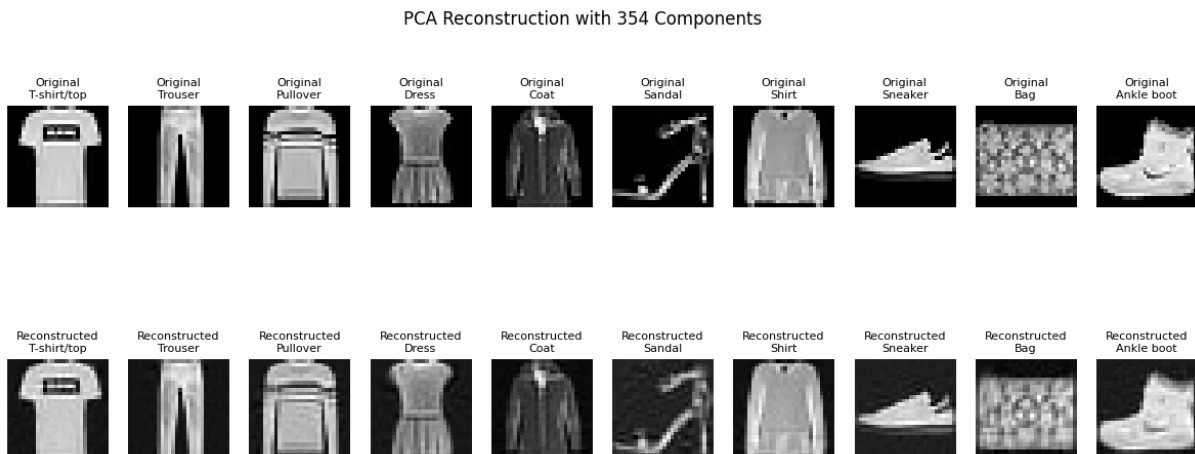 PCA Reconstruction with 354 Components
Original Original Original Original Original Original Original Original Original Original
T-shirt/top Trouser Pullover Dress Coat Sandal Shirt Sneaker Bag Ankle boot
Reconstructed Reconstructed Reconstructed Reconstructed Reconstructed Reconstructed Reconstructed Reconstructed Reconstructed Reconstructed
T-shirt/top Trouser Pullover Dress Coat Sandal Shirt Sneaker Bag Ankle boot